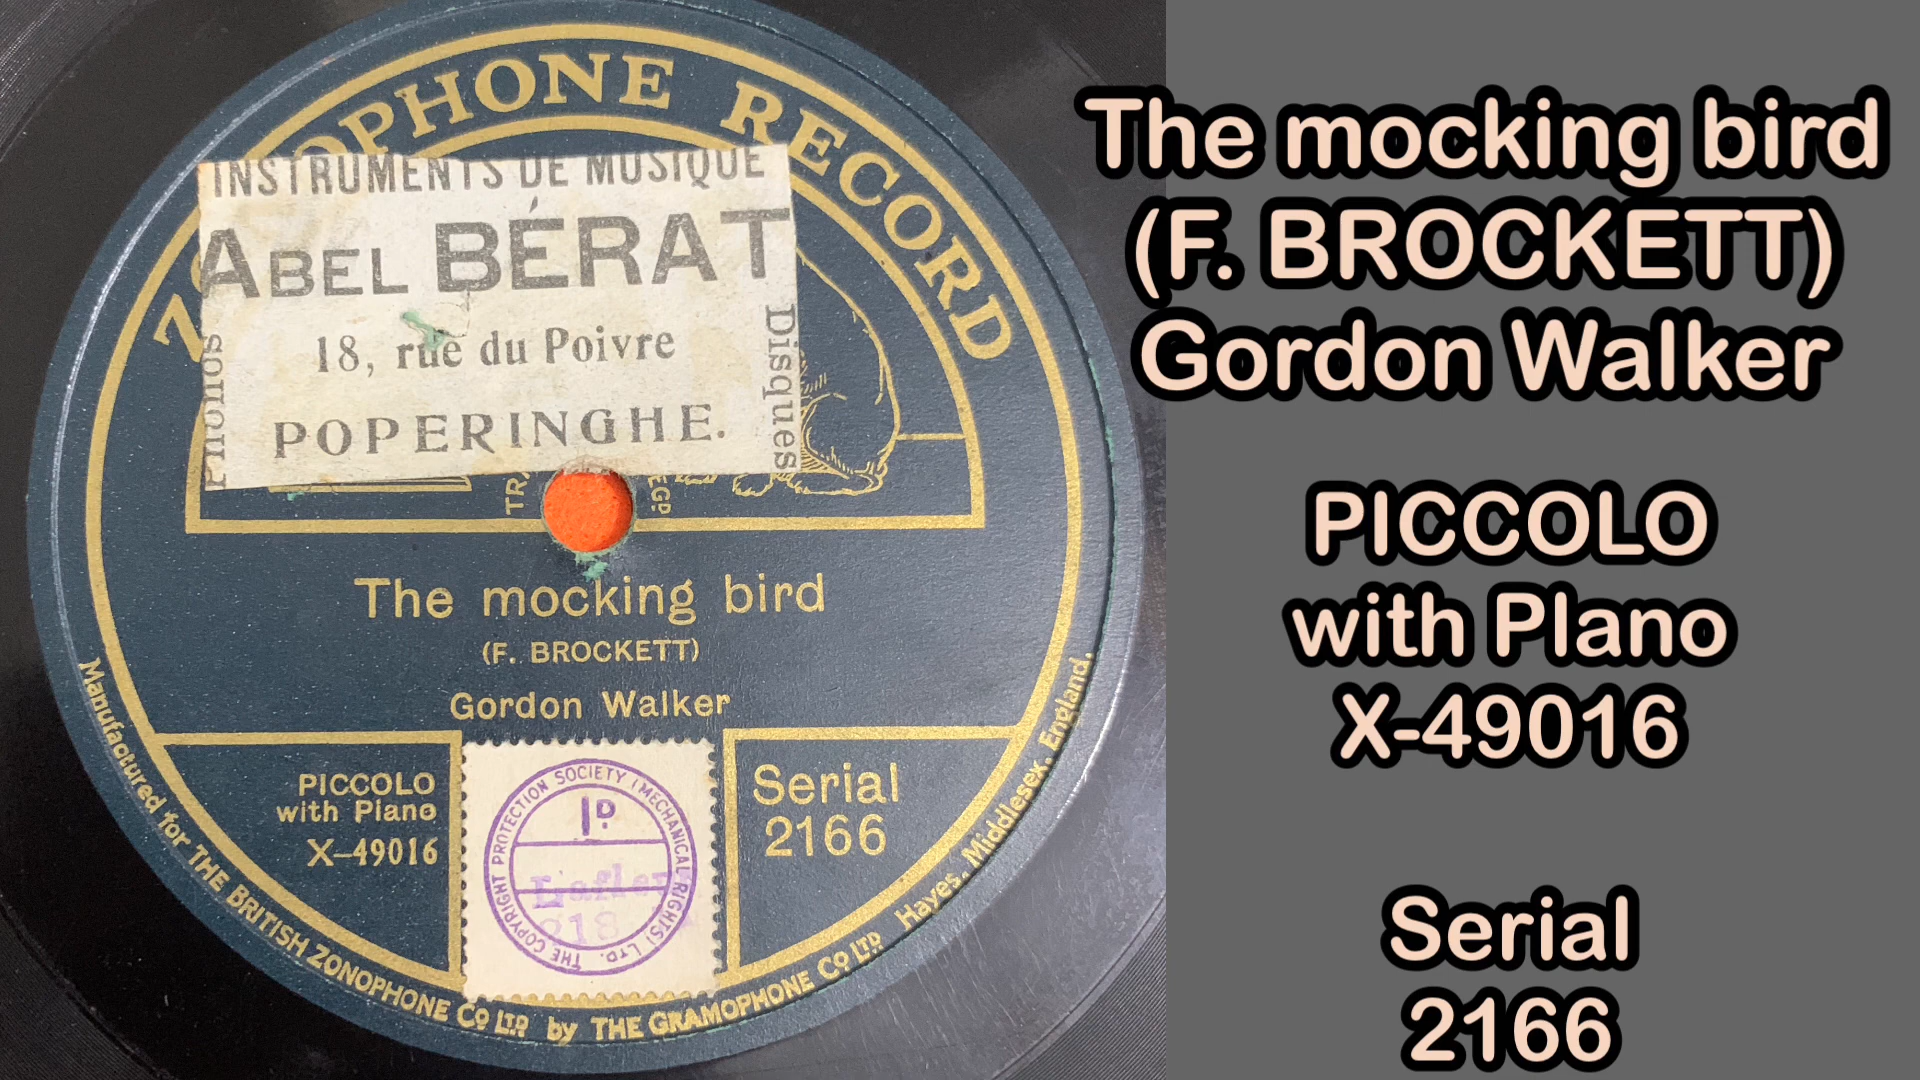 ZOPHONE RECORD
INSTRUMENTS DE MUSIQUE
ABEL BÉRAT
18, rue du Poivre
POPERINGHE.
Phonos
Disques
The mocking bird
(F. BROCKETT)
Gordon Walker
PICCOLO
with Piano
X-49016
THE COPYRIGHT PROTECTION SOCIETY (MECHANICAL RIGHTS) LTD.
1D.
Serial
2166
Manufactured for THE BRITISH ZONOPHONE Co LTD by THE GRAMOPHONE Co LTD Hayes, Middlesex, England.
The mocking bird
(F. BROCKETT)
Gordon Walker
PICCOLO
with PIano
X-49016
Serial
2166